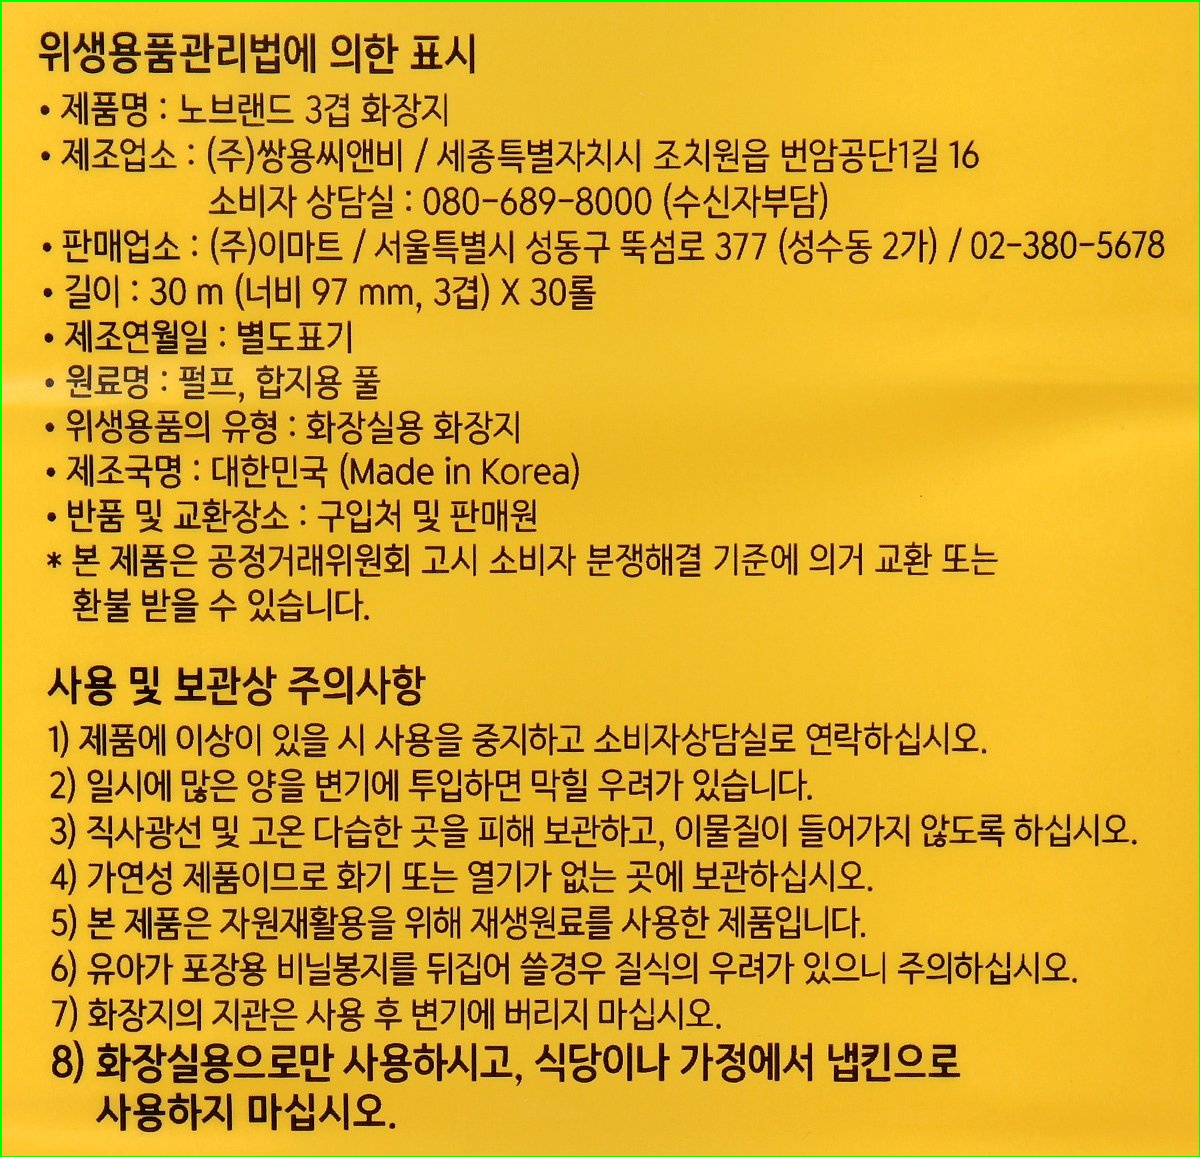 위생용품관리법에 의한 표시
• 제품명 : 노브랜드 3겹 화장지
• 제조업소 : (주)쌍용씨앤비 / 세종특별자치시 조치원읍 번암공단1길 16
소비자 상담실 : 080-689-8000 (수신자부담)
• 판매업소 : (주)이마트 / 서울특별시 성동구 뚝섬로 377 (성수동 2가) / 02-380-5678
• 길이 : 30 m (너비 97 mm, 3겹) X 30롤
• 제조연월일 : 별도표기
• 원료명 : 펄프, 합지용 풀
• 위생용품의 유형 : 화장실용 화장지
• 제조국명 : 대한민국 (Made in Korea)
• 반품 및 교환장소 : 구입처 및 판매원
* 본 제품은 공정거래위원회 고시 소비자 분쟁해결 기준에 의거 교환 또는
환불 받을 수 있습니다.
사용 및 보관상 주의사항
1) 제품에 이상이 있을 시 사용을 중지하고 소비자상담실로 연락하십시오.
2) 일시에 많은 양을 변기에 투입하면 막힐 우려가 있습니다.
3) 직사광선 및 고온 다습한 곳을 피해 보관하고, 이물질이 들어가지 않도록 하십시오.
4) 가연성 제품이므로 화기 또는 열기가 없는 곳에 보관하십시오.
5) 본 제품은 자원재활용을 위해 재생원료를 사용한 제품입니다.
6) 유아가 포장용 비닐봉지를 뒤집어 쓸경우 질식의 우려가 있으니 주의하십시오.
7) 화장지의 지관은 사용 후 변기에 버리지 마십시오.
8) 화장실용으로만 사용하시고, 식당이나 가정에서 냅킨으로
사용하지 마십시오.